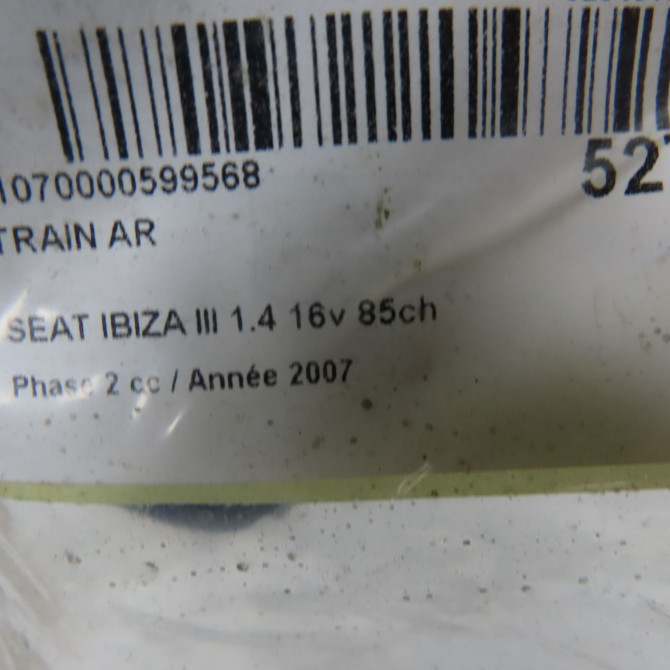 1070000599568
52
TRAIN AR
SEAT IBIZA III 1.4 16v 85ch
Phase 2 cc / Année 2007